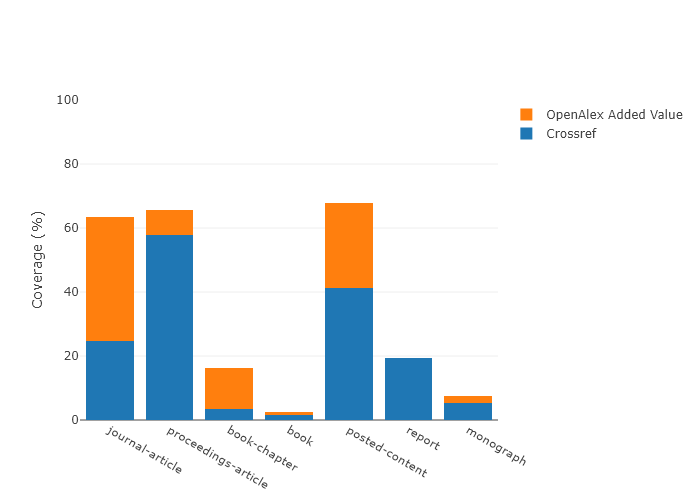 100
80
60
40
20
0
Coverage (%)
journal-article
proceedings-article
book-chapter
book
posted-content
report
monograph
OpenAlex Added Value
Crossref